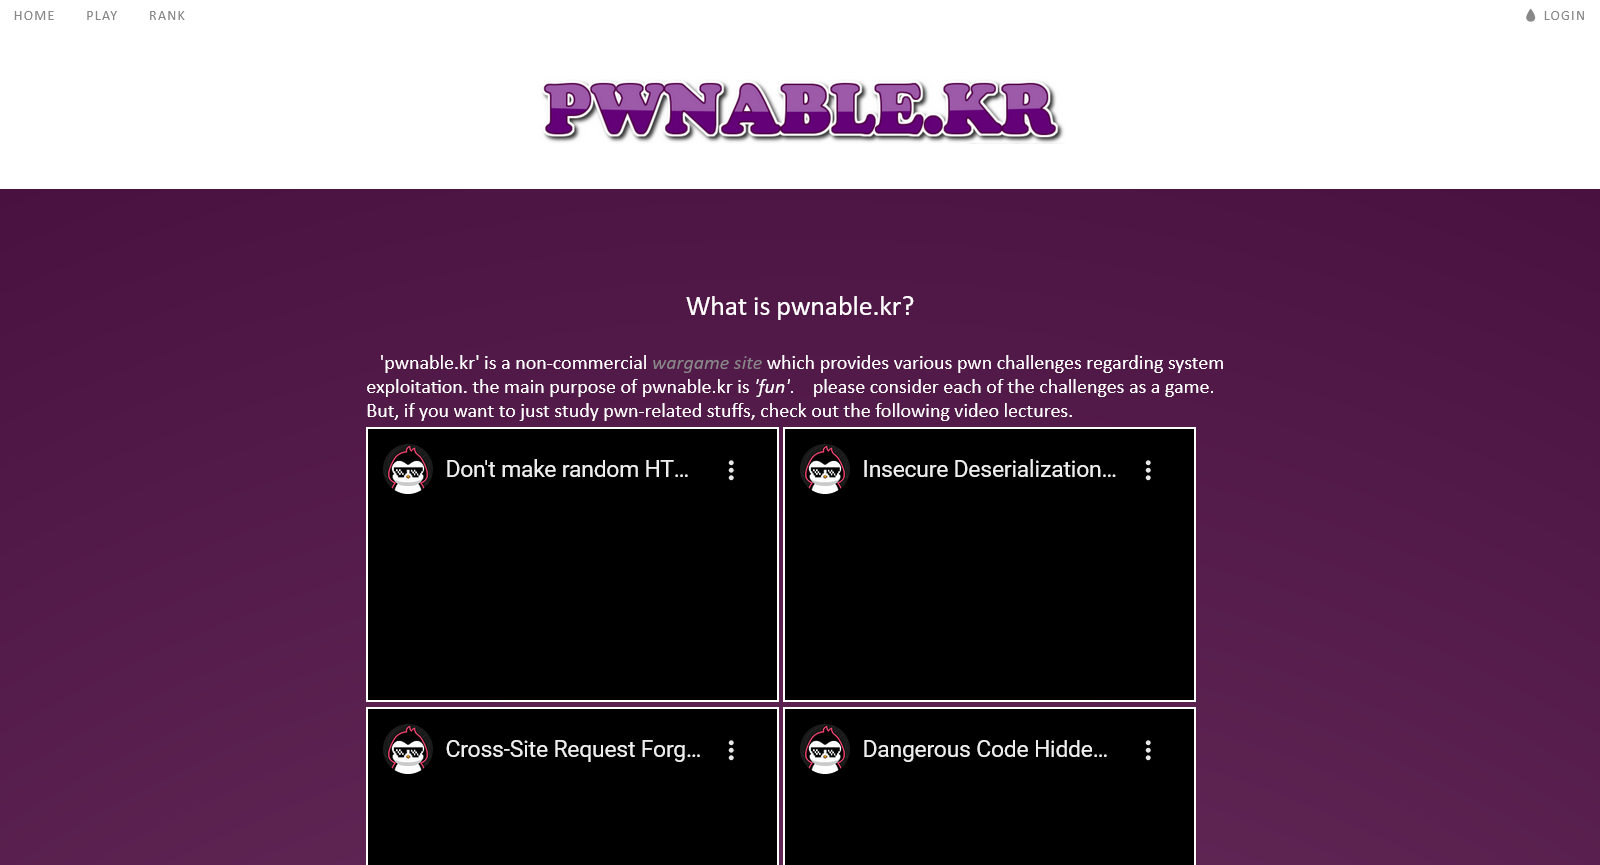 HOME PLAY RANK LOGIN
PWNABLE.KR
What is pwnable.kr?
'pwnable.kr' is a non-commercial wargame site which provides various pwn challenges regarding system
exploitation. the main purpose of pwnable.kr is 'fun'. please consider each of the challenges as a game.
But, if you want to just study pwn-related stuffs, check out the following video lectures.
Don't make random HT...
Insecure Deserialization...
Cross-Site Request Forg...
Dangerous Code Hidde...